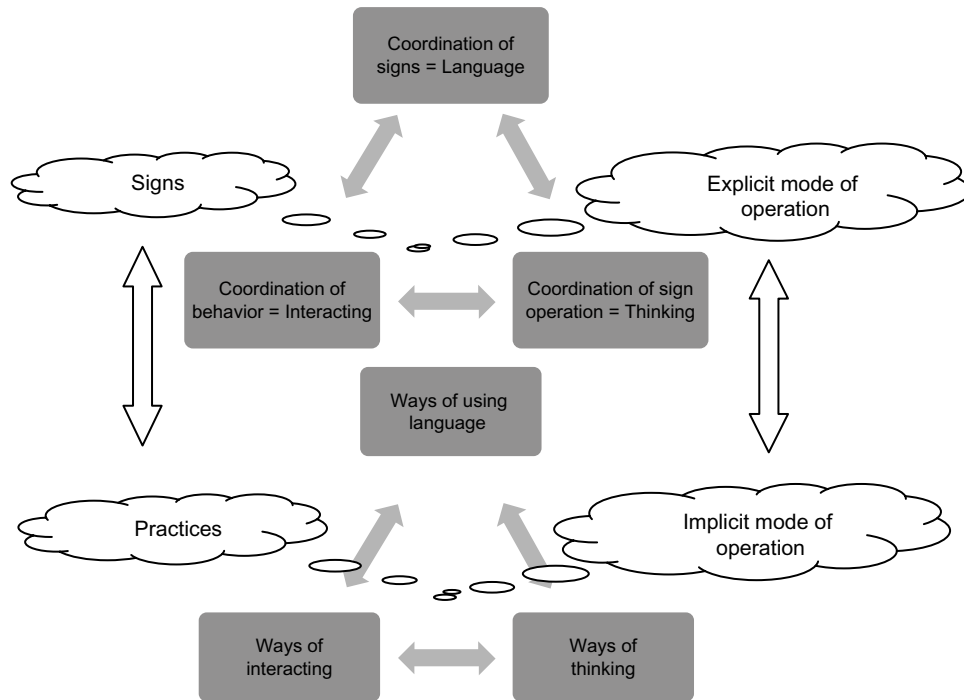 Coordination of
signs = Language
Signs
Explicit mode of
operation
Coordination of
behavior = Interacting
Coordination of sign
operation = Thinking
Ways of using
language
Practices
Implicit mode of
operation
Ways of
interacting
Ways of
thinking